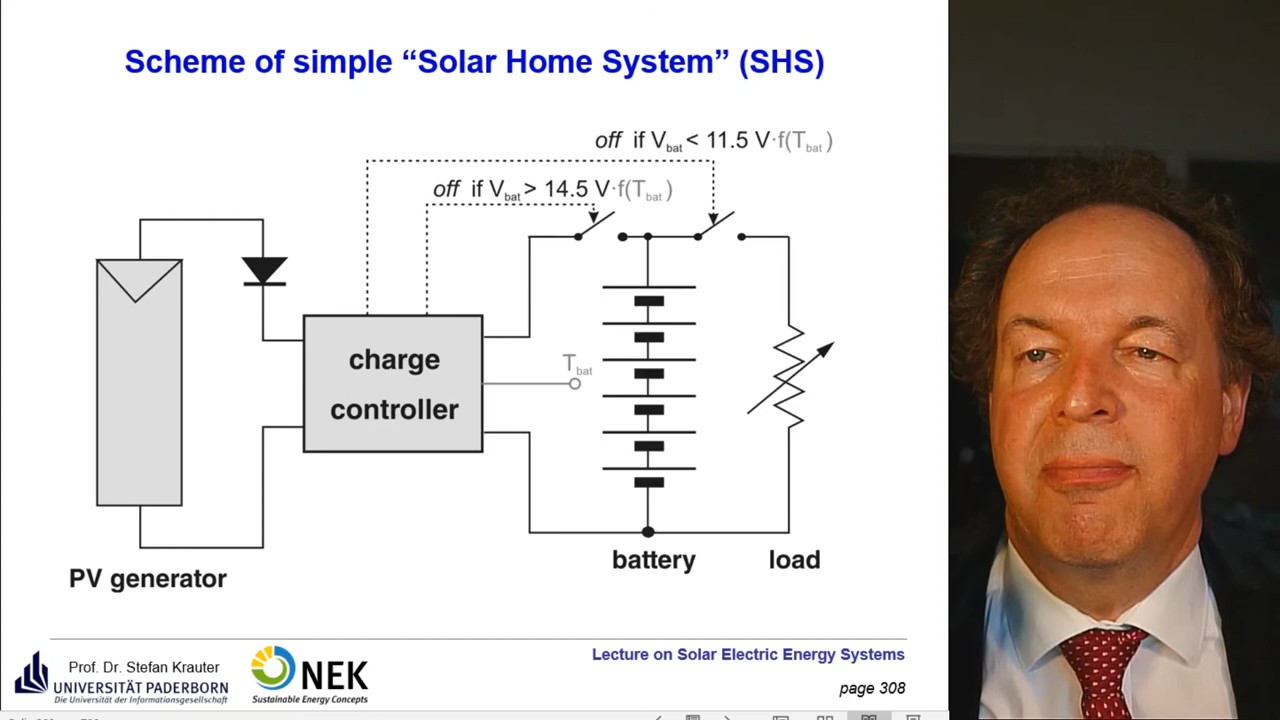 Scheme of simple “Solar Home System” (SHS)
off if Vbat < 11.5 V·f(Tbat )
off if Vbat > 14.5 V·f(Tbat )
charge
controller
Tbat
battery
load
PV generator
Prof. Dr. Stefan Krauter
UNIVERSITÄT PADERBORN
Die Universität der Informationsgesellschaft
NEK
Sustainable Energy Concepts
Lecture on Solar Electric Energy Systems
page 308